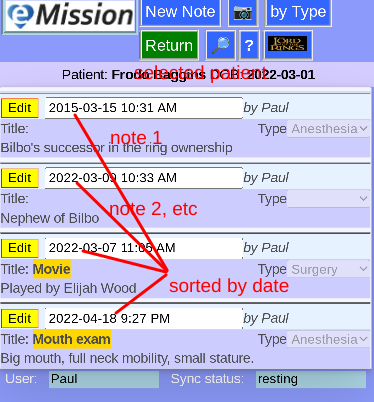 eMission
New Note by Type
Return ? THE LORD OF THE RINGS
Patient: Frodo Baggins DOB: 2022-03-01
selected patient
Edit 2015-03-15 10:31 AM by Paul
Title: Type Anesthesia
note 1
Bilbo's successor in the ring ownership
Edit 2022-03-09 10:33 AM by Paul
Title: Type
note 2, etc
Nephew of Bilbo
Edit 2022-03-07 11:05 AM by Paul
Title: Movie Type Surgery
Played by Elijah Wood
sorted by date
Edit 2022-04-18 9:27 PM by Paul
Title: Mouth exam Type Anesthesia
Big mouth, full neck mobility, small stature.
User: Paul Sync status: resting